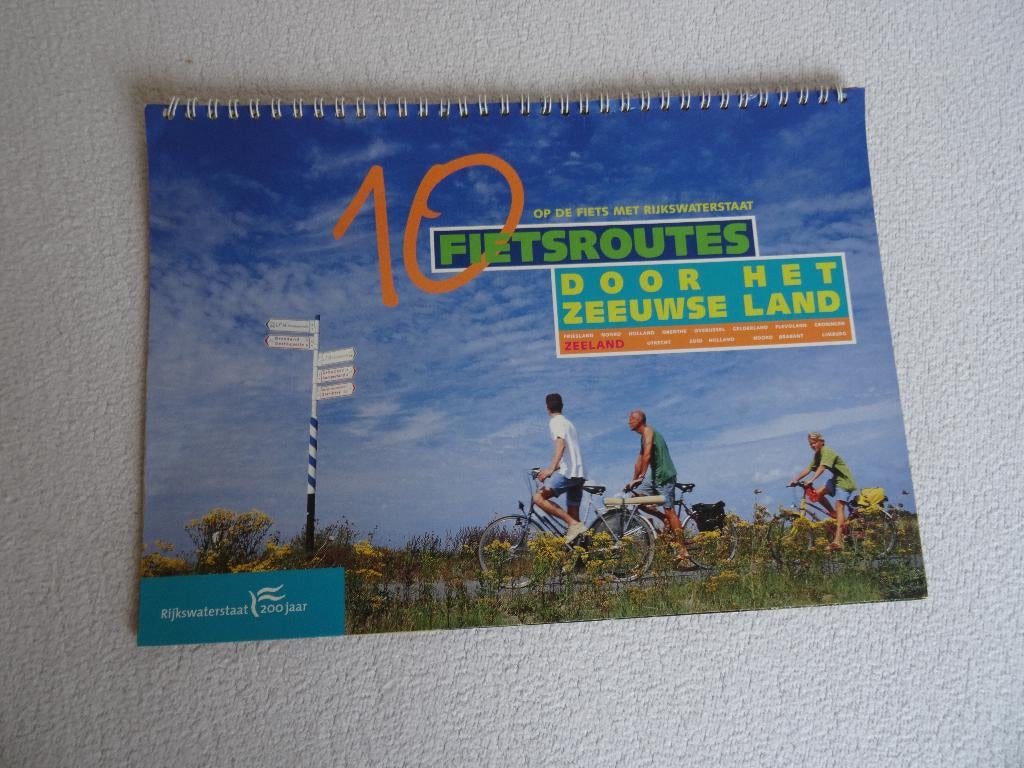 10
OP DE FIETS MET RIJKSWATERSTAAT
FIETSROUTES
DOOR HET
ZEEUWSE LAND
FRIESLAND NOORD HOLLAND DRENTHE OVERIJSSEL GELDERLAND FLEVOLAND GRONINGEN
ZEELAND UTRECHT ZUID HOLLAND NOORD BRABANT LIMBURG
Rijkswaterstaat 200 jaar